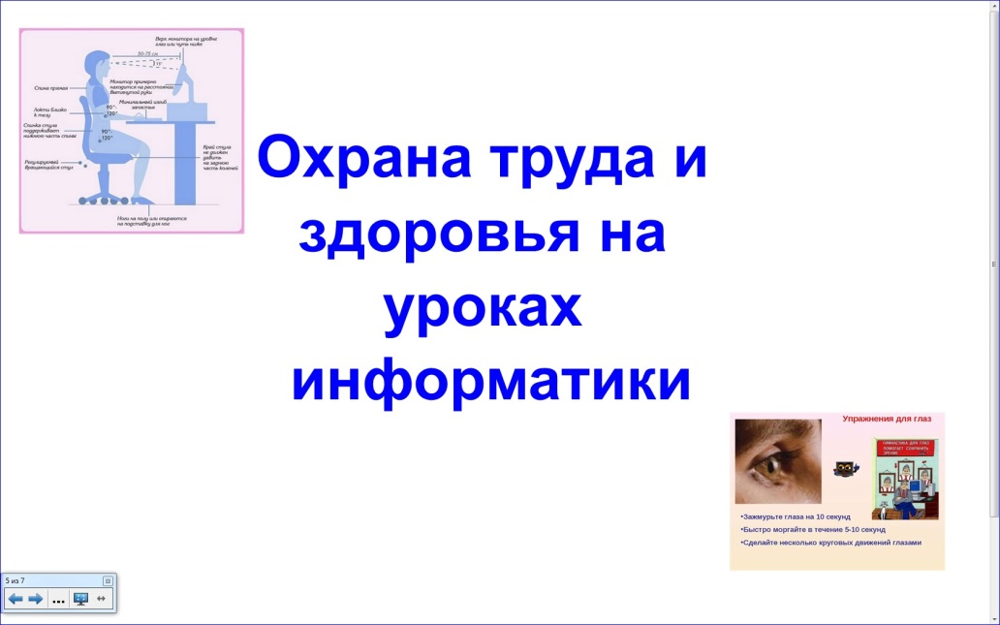 Верх монитора на уровне
глаз или чуть ниже
50-75 см
15°
Спина прямая
Монитор примерно
находится на расстоянии
вытянутой руки
Минимальный изгиб
запястья
Локти близко
к телу
90°-
120°
Спинка стула
поддерживает
нижнюю часть спины
90°-
120°
Край стула
не должен
давить
на заднюю
часть коленей
Регулируемый
вращающийся стул
Ноги на полу или опираются
на подставку для ног
Охрана труда и
здоровья на
уроках
информатики
Упражнения для глаз
ГИМНАСТИКА ДЛЯ ГЛАЗ
ПОМОГАЕТ СОХРАНИТЬ
ЗРЕНИЕ
•Зажмурьте глаза на 10 секунд
•Быстро моргайте в течение 5-10 секунд
•Сделайте несколько круговых движений глазами
5 из 7